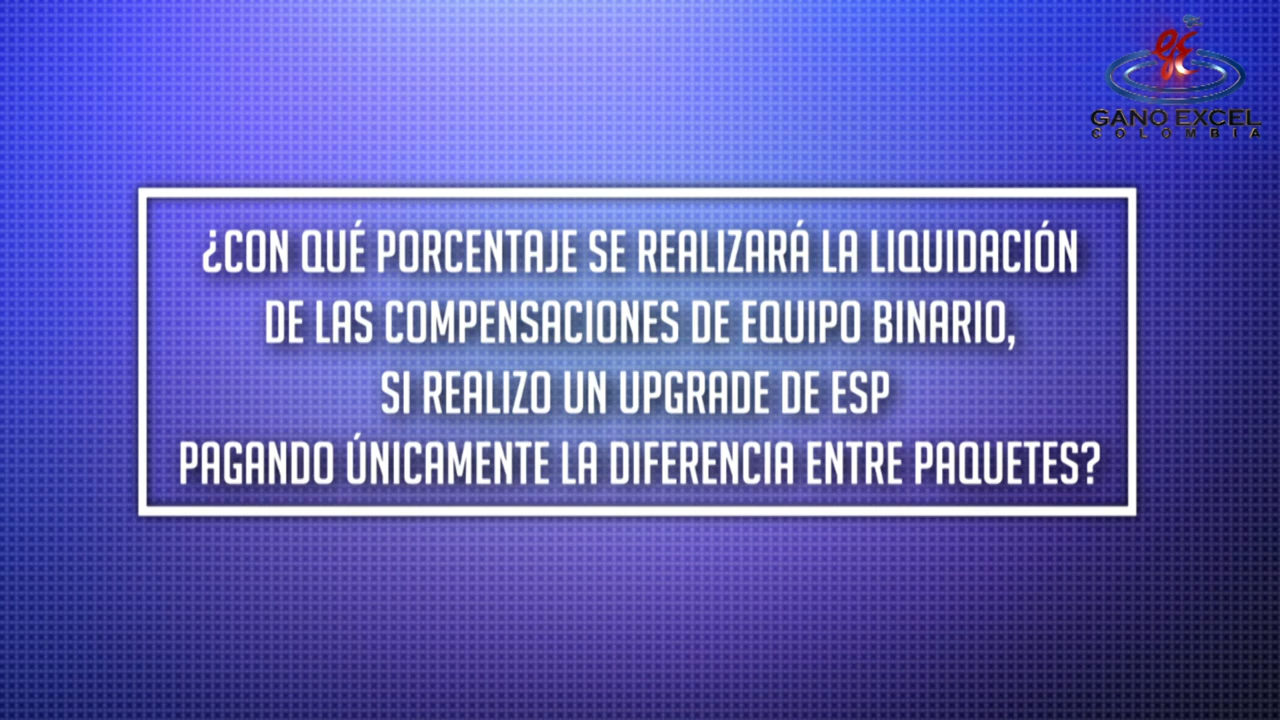 GE
GANO EXCEL
COLOMBIA
¿CON QUÉ PORCENTAJE SE REALIZARÁ LA LIQUIDACIÓN
DE LAS COMPENSACIONES DE EQUIPO BINARIO,
SI REALIZO UN UPGRADE DE ESP
PAGANDO ÚNICAMENTE LA DIFERENCIA ENTRE PAQUETES?